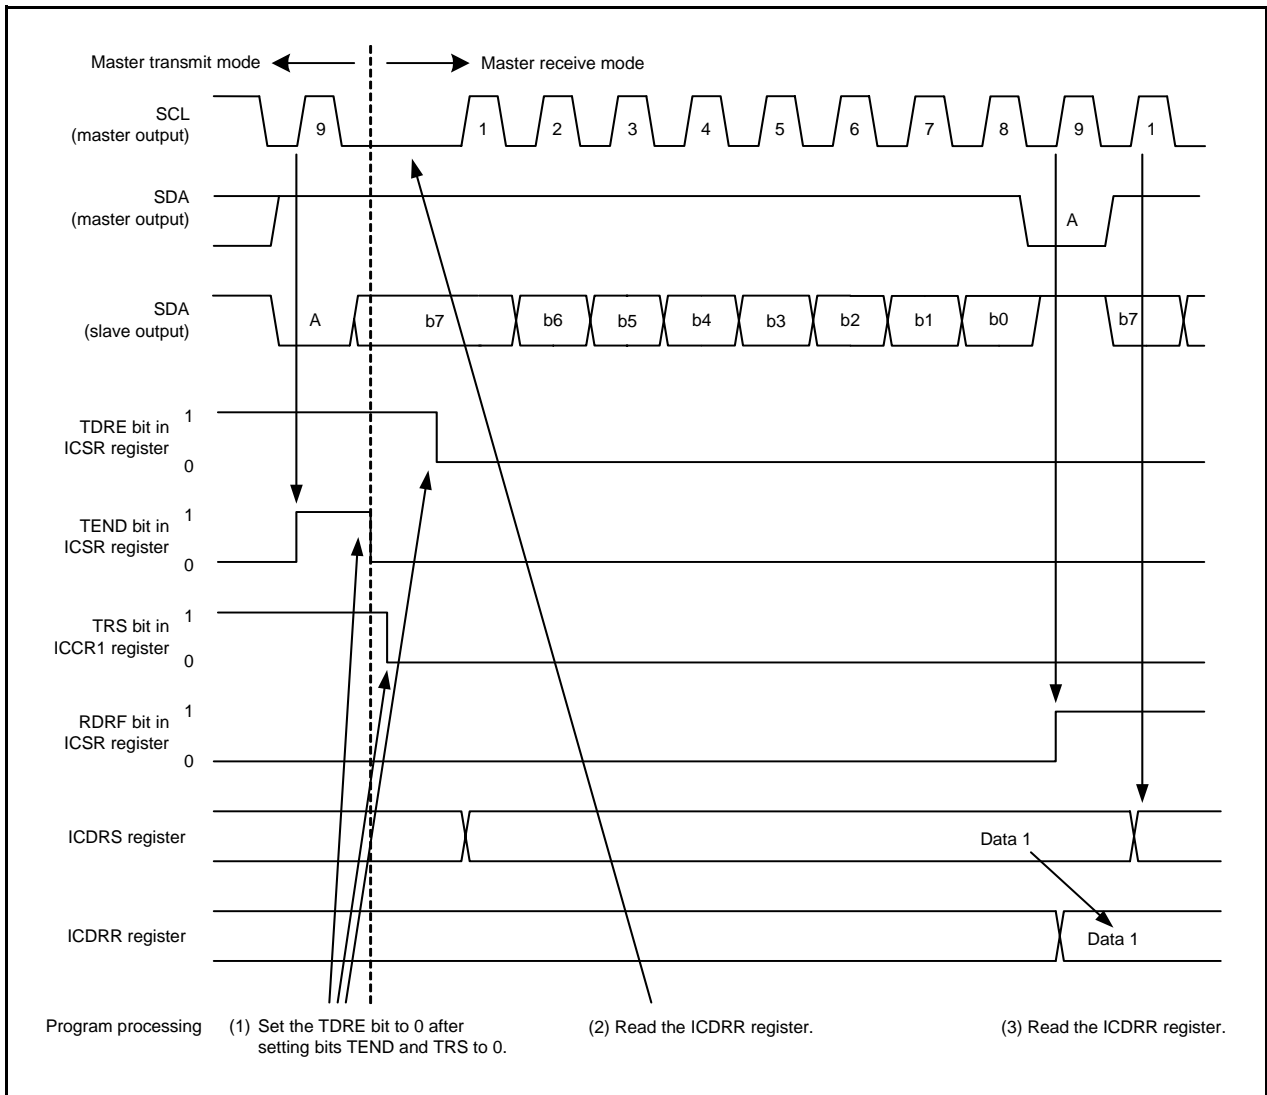 Master transmit mode
Master receive mode
SCL
(master output)
9
1
2
3
4
5
6
7
8
9
1
SDA
(master output)
A
SDA
(slave output)
A
b7
b6
b5
b4
b3
b2
b1
b0
b7
TDRE bit in
ICSR register
1
0
TEND bit in
ICSR register
1
0
TRS bit in
ICCR1 register
1
0
RDRF bit in
ICSR register
1
0
ICDRS register
Data 1
ICDRR register
Data 1
Program processing
(1) Set the TDRE bit to 0 after
setting bits TEND and TRS to 0.
(2) Read the ICDRR register.
(3) Read the ICDRR register.